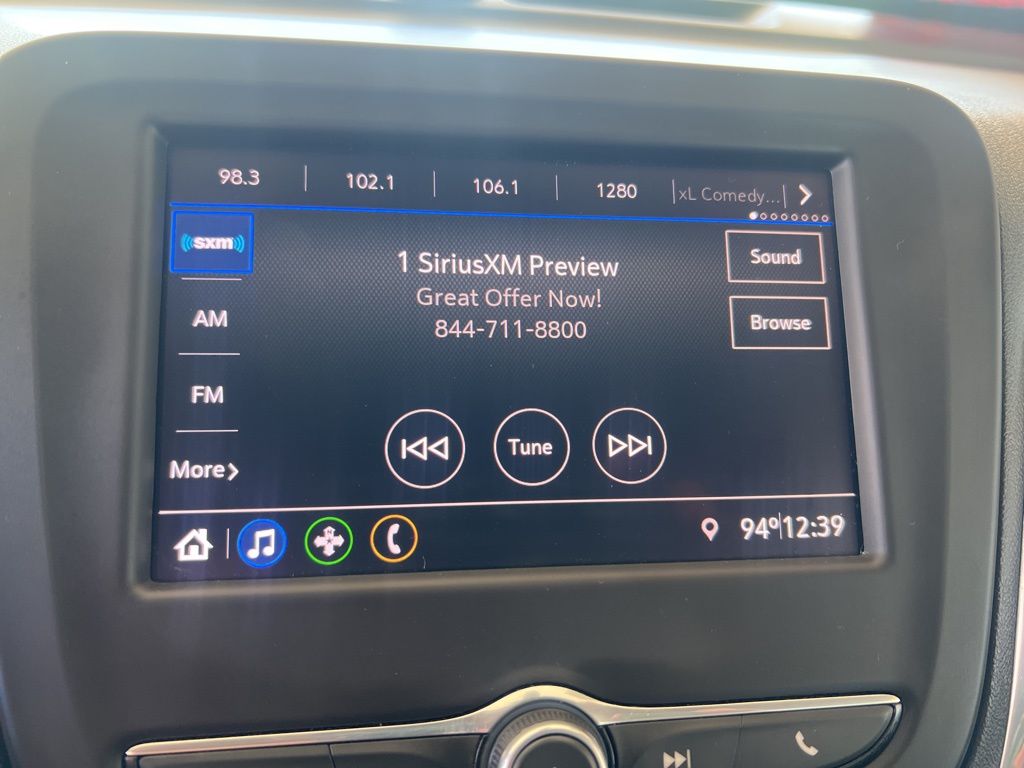 98.3 102.1 106.1 1280 xL Comedy...
sxm
1 SiriusXM Preview
Great Offer Now!
844-711-8800
Sound
Browse
AM
FM
More
Tune
94° 12:39